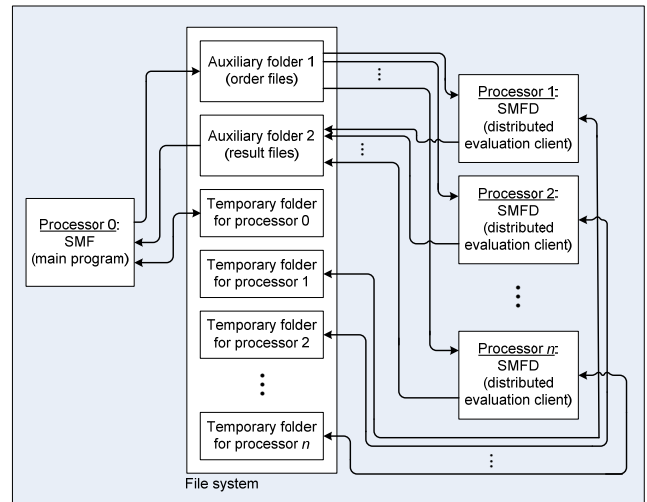 Auxiliary folder 1
(order files)
Auxiliary folder 2
(result files)
Temporary folder
for processor 0
Temporary folder
for processor 1
Temporary folder
for processor 2
Temporary folder
for processor n
File system
Processor 0:
SMF
(main program)
Processor 1:
SMFD
(distributed
evaluation client)
Processor 2:
SMFD
(distributed
evaluation client)
Processor n:
SMFD
(distributed
evaluation client)